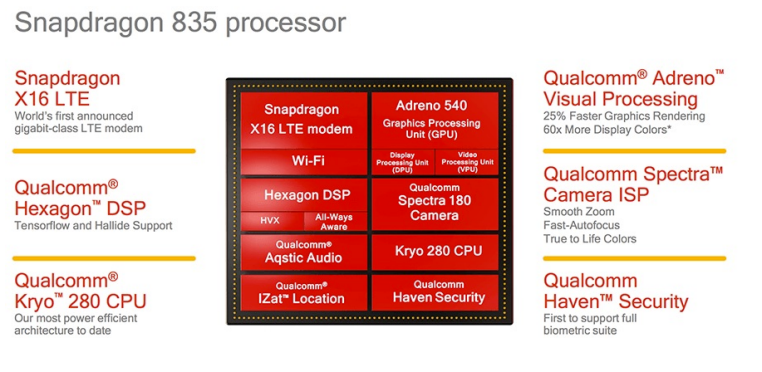 Snapdragon 835 processor
Snapdragon
X16 LTE
World's first announced
gigabit-class LTE modem
Qualcomm®
Hexagon™ DSP
Tensorflow and Hallide Support
Qualcomm®
Kryo™ 280 CPU
Our most power efficient
architecture to date
Snapdragon
X16 LTE modem
Wi-Fi
Hexagon DSP
HVX
All-Ways
Aware
Qualcomm®
Aqstic Audio
Qualcomm®
IZat™ Location
Adreno 540
Graphics Processing
Unit (GPU)
Display
Processing Unit
(DPU)
Video
Processing Unit
(VPU)
Qualcomm
Spectra 180
Camera
Kryo 280 CPU
Qualcomm
Haven Security
Qualcomm® Adreno™
Visual Processing
25% Faster Graphics Rendering
60x More Display Colors*
Qualcomm Spectra™
Camera ISP
Smooth Zoom
Fast-Autofocus
True to Life Colors
Qualcomm
Haven™ Security
First to support full
biometric suite